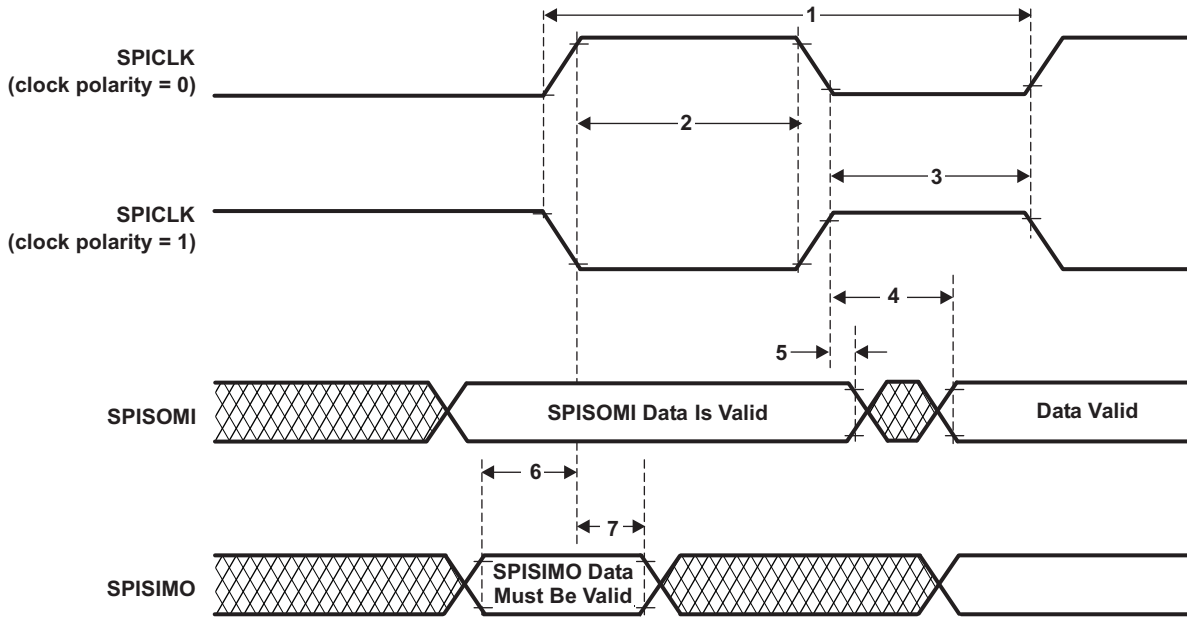 1
SPICLK
(clock polarity = 0)
2
3
SPICLK
(clock polarity = 1)
4
5
SPISOMI
SPISOMI Data Is Valid
Data Valid
6
7
SPISIMO
SPISIMO Data
Must Be Valid